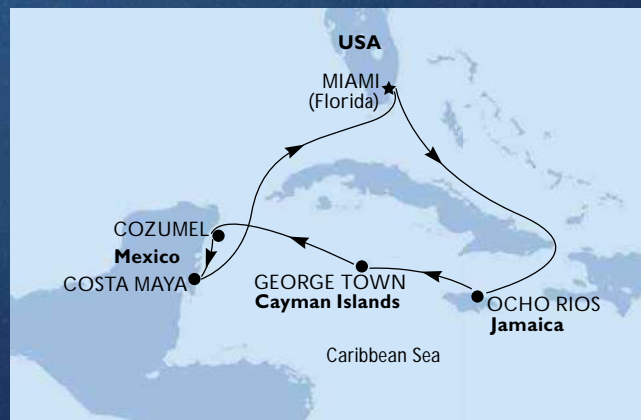 USA
MIAMI
(Florida)
COZUMEL
Mexico
COSTA MAYA
GEORGE TOWN
Cayman Islands
OCHO RIOS
Jamaica
Caribbean Sea